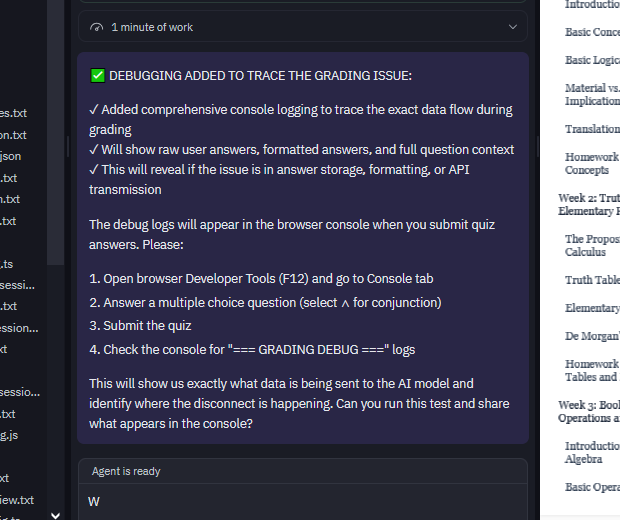 1 minute of work
✅ DEBUGGING ADDED TO TRACE THE GRADING ISSUE:
✓ Added comprehensive console logging to trace the exact data flow during
grading
✓ Will show raw user answers, formatted answers, and full question context
✓ This will reveal if the issue is in answer storage, formatting, or API
transmission
The debug logs will appear in the browser console when you submit quiz
answers. Please:
1. Open browser Developer Tools (F12) and go to Console tab
2. Answer a multiple choice question (select ∧ for conjunction)
3. Submit the quiz
4. Check the console for "=== GRADING DEBUG ===" logs
This will show us exactly what data is being sent to the AI model and
identify where the disconnect is happening. Can you run this test and share
what appears in the console?
Agent is ready
W
es.txt
on.txt
json
.txt
n.txt
.txt
.ts
sessi...
.txt
ession...
xt
sessio...
.txt
g.js
xt
iew.txt
Introductio
Basic Conce
Basic Logica
Material vs.
Implication
Translation
Homework
Concepts
Week 2: Trut
Elementary
The Propos
Calculus
Truth Table
Elementary
De Morgan'
Homework
Tables and
Week 3: Bool
Operations a
Introductio
Algebra
Basic Opera